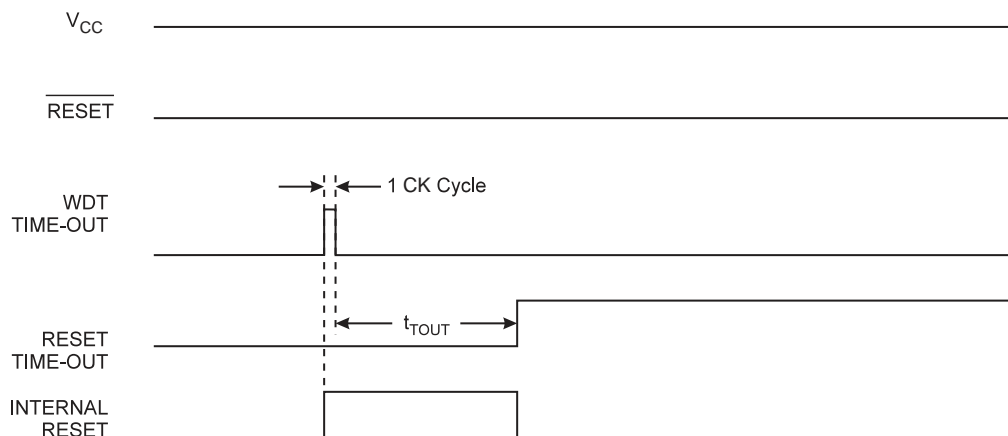 VCC
RESET
1 CK Cycle
WDT
TIME-OUT
tTOUT
RESET
TIME-OUT
INTERNAL
RESET